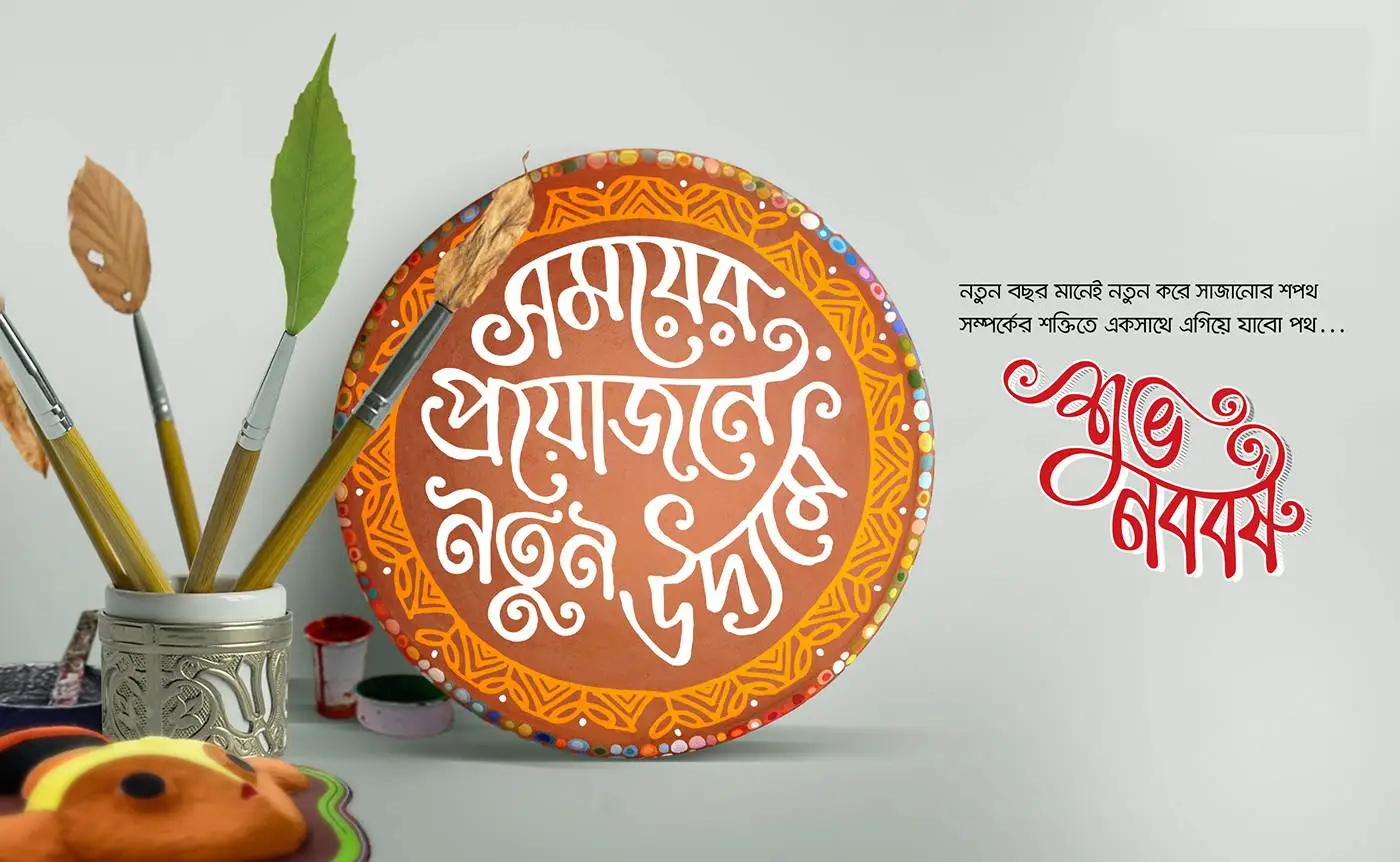 সময়ের
প্রয়োজনে
নতুন উদ্যমে
নতুন বছর মানেই নতুন করে সাজানোর শপথ
সম্পর্কের শক্তিতে একসাথে এগিয়ে যাবো পথ...
শুভ
নববর্ষ